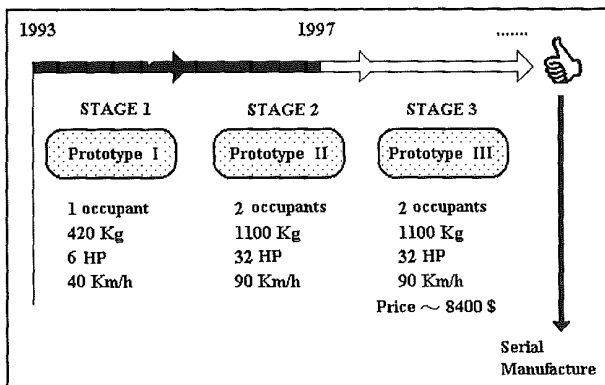 1993 1997 .......
STAGE 1 STAGE 2 STAGE 3
Prototype I Prototype II Prototype III
1 occupant 2 occupants 2 occupants
420 Kg 1100 Kg 1100 Kg
6 HP 32 HP 32 HP
40 Km/h 90 Km/h 90 Km/h
Price ~ 8400 $
Serial
Manufacture